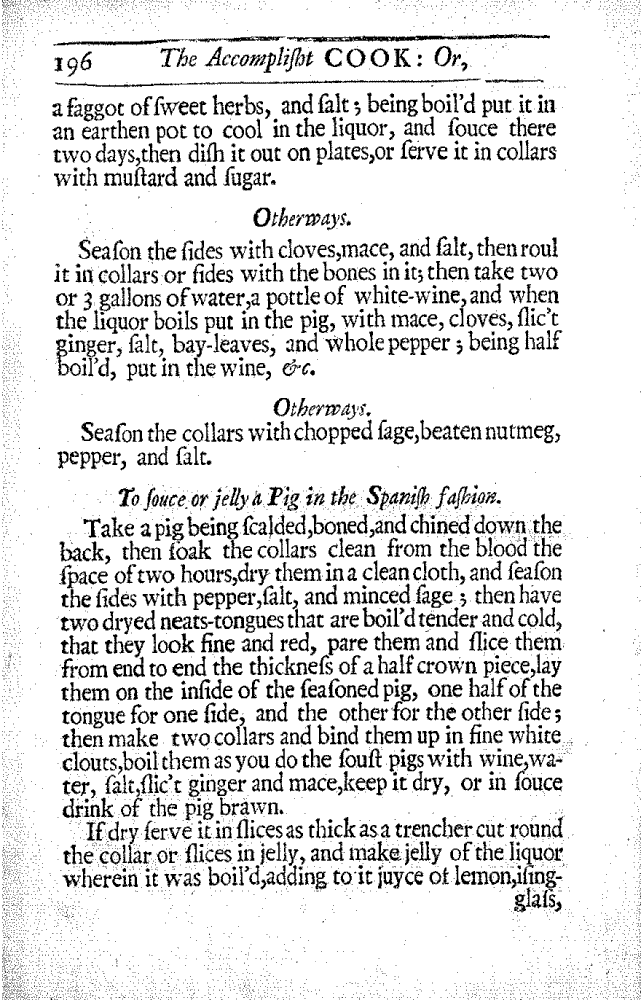 196 The Accompliſht COOK: Or,
a faggot of ſweet herbs, and ſalt; being boil'd put it in
an earthen pot to cool in the liquor, and ſouce there
two days,then diſh it out on plates,or ſerve it in collars
with muſtard and ſugar.
Otherways.
Seaſon the ſides with cloves,mace, and ſalt, then roul
it in collars or ſides with the bones in it; then take two
or 3 gallons of water,a pottle of white-wine, and when
the liquor boils put in the pig, with mace, cloves, ſlic't
ginger, ſalt, bay-leaves, and whole pepper; being half
boil'd, put in the wine, &c.
Otherways.
Seaſon the collars with chopped ſage,beaten nutmeg,
pepper, and ſalt.
To ſouce or jelly a Pig in the Spaniſh faſhion.
Take a pig being ſcalded,boned,and chined down the
back, then ſoak the collars clean from the blood the
ſpace of two hours,dry them in a clean cloth, and ſeaſon
the ſides with pepper,ſalt, and minced ſage; then have
two dryed neats-tongues that are boil'd tender and cold,
that they look fine and red, pare them and ſlice them
from end to end the thickneſs of a half crown piece,lay
them on the inſide of the ſeaſoned pig, one half of the
tongue for one ſide, and the other for the other ſide;
then make two collars and bind them up in fine white
clouts,boil them as you do the ſouſt pigs with wine,wa-
ter, ſalt,ſlic't ginger and mace,keep it dry, or in ſouce
drink of the pig brawn.
If dry ſerve it in ſlices as thick as a trencher cut round
the collar or ſlices in jelly, and make jelly of the liquor
wherein it was boil'd,adding to it juyce of lemon,iſing-
glaſs,